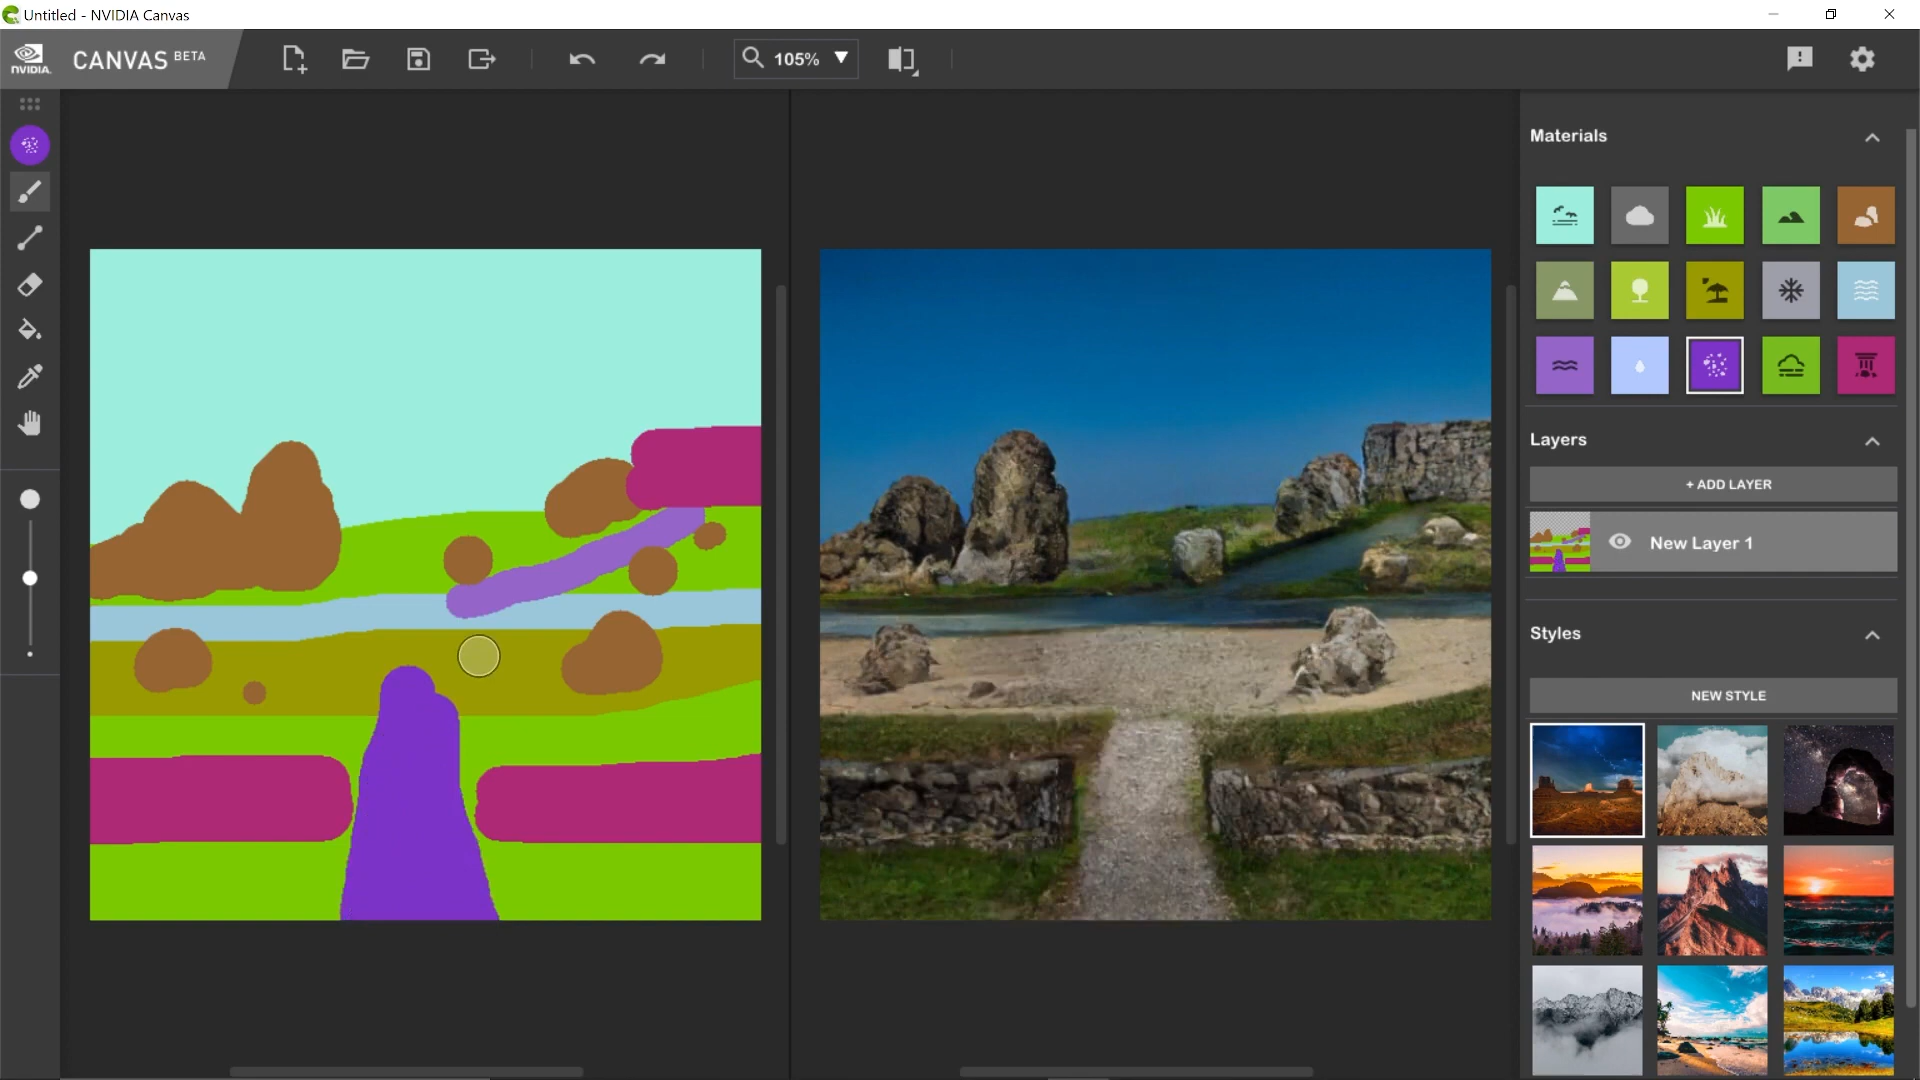 Untitled - NVIDIA Canvas
NVIDIA.
CANVAS BETA
105%
Materials
Layers
+ ADD LAYER
New Layer 1
Styles
NEW STYLE